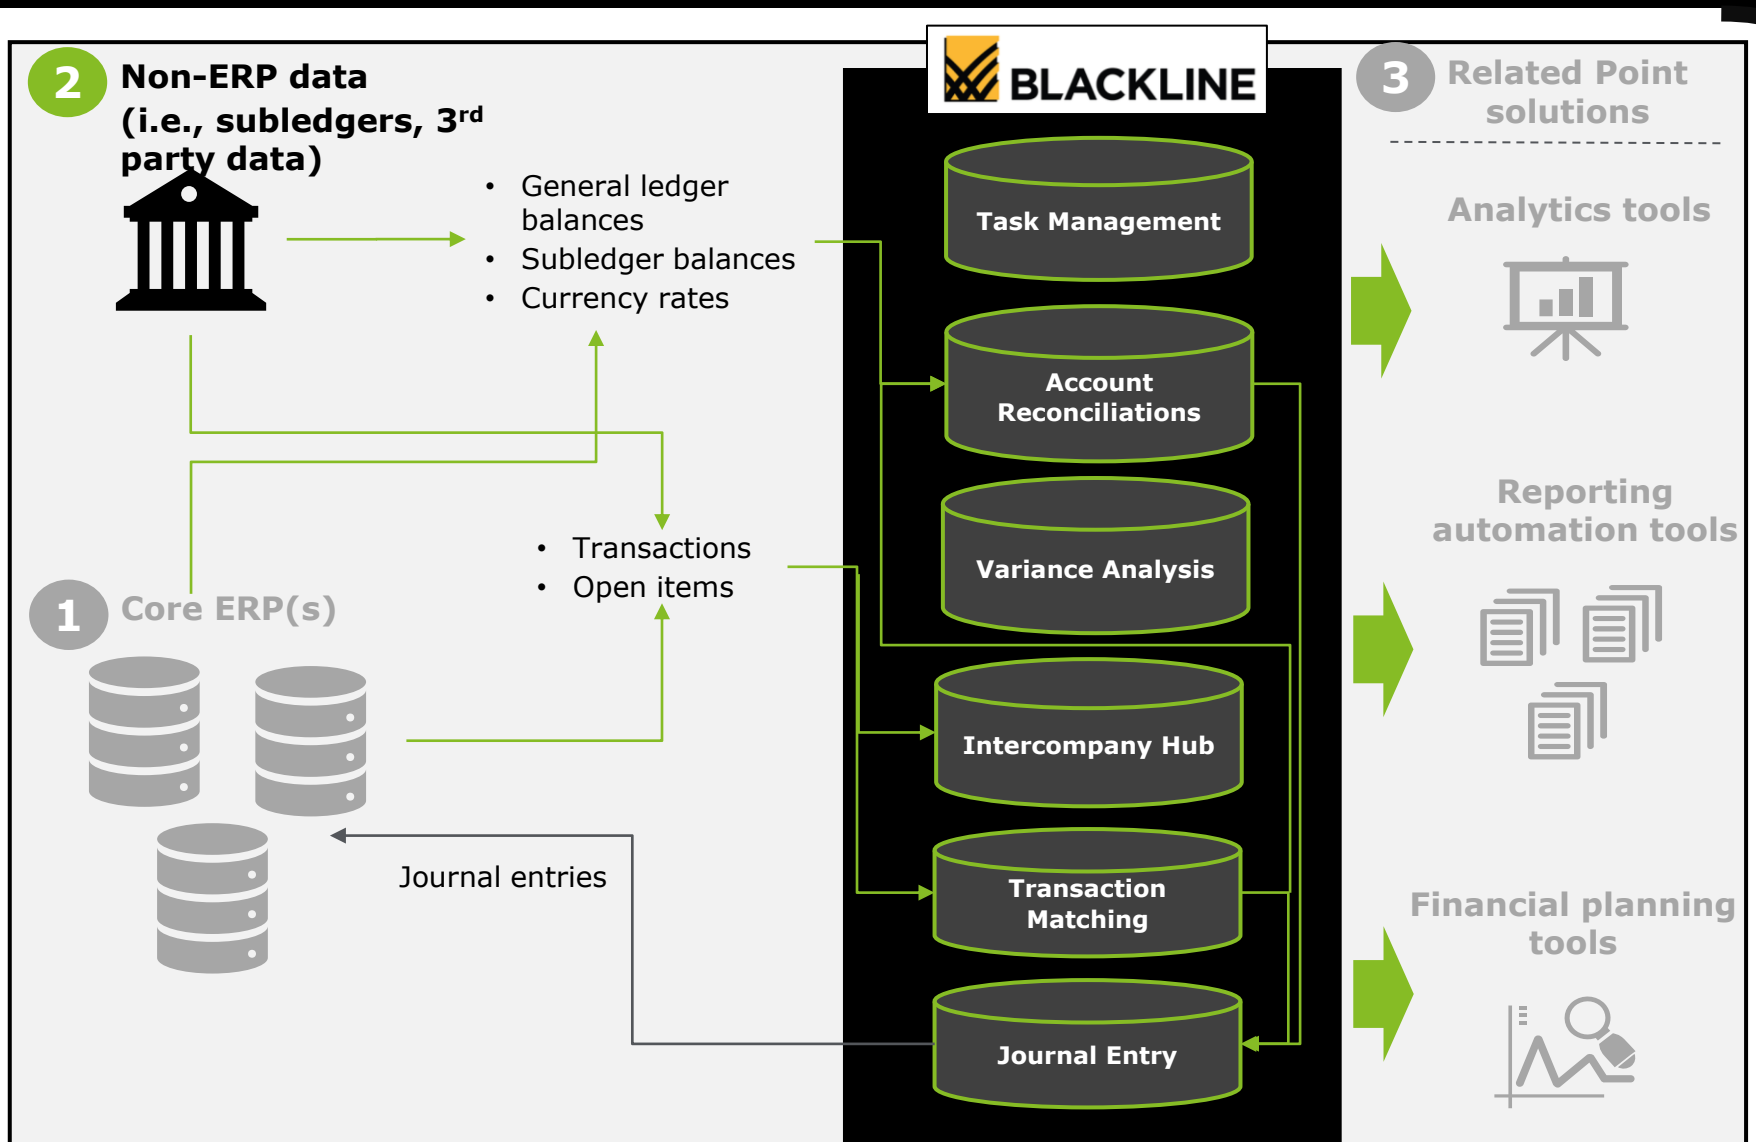 2
Non-ERP data
(i.e., subledgers, 3rd
party data)
• General ledger
balances
• Subledger balances
• Currency rates
• Transactions
• Open items
1
Core ERP(s)
Journal entries
BLACKLINE
Task Management
Account
Reconciliations
Variance Analysis
Intercompany Hub
Transaction
Matching
Journal Entry
3
Related Point
solutions
Analytics tools
Reporting
automation tools
Financial planning
tools